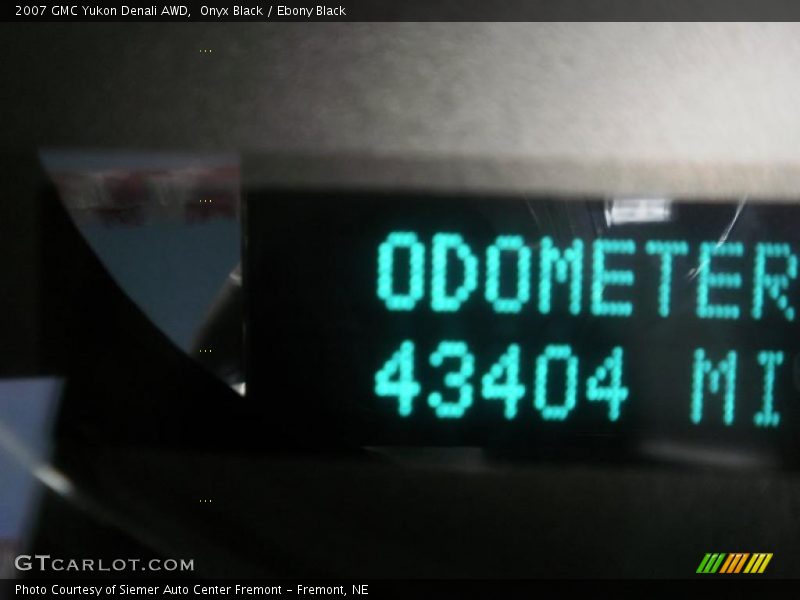 2007 GMC Yukon Denali AWD,  Onyx Black / Ebony Black
ODOMETER
43404 MI
GTCARLOT.COM
Photo Courtesy of Siemer Auto Center Fremont - Fremont, NE